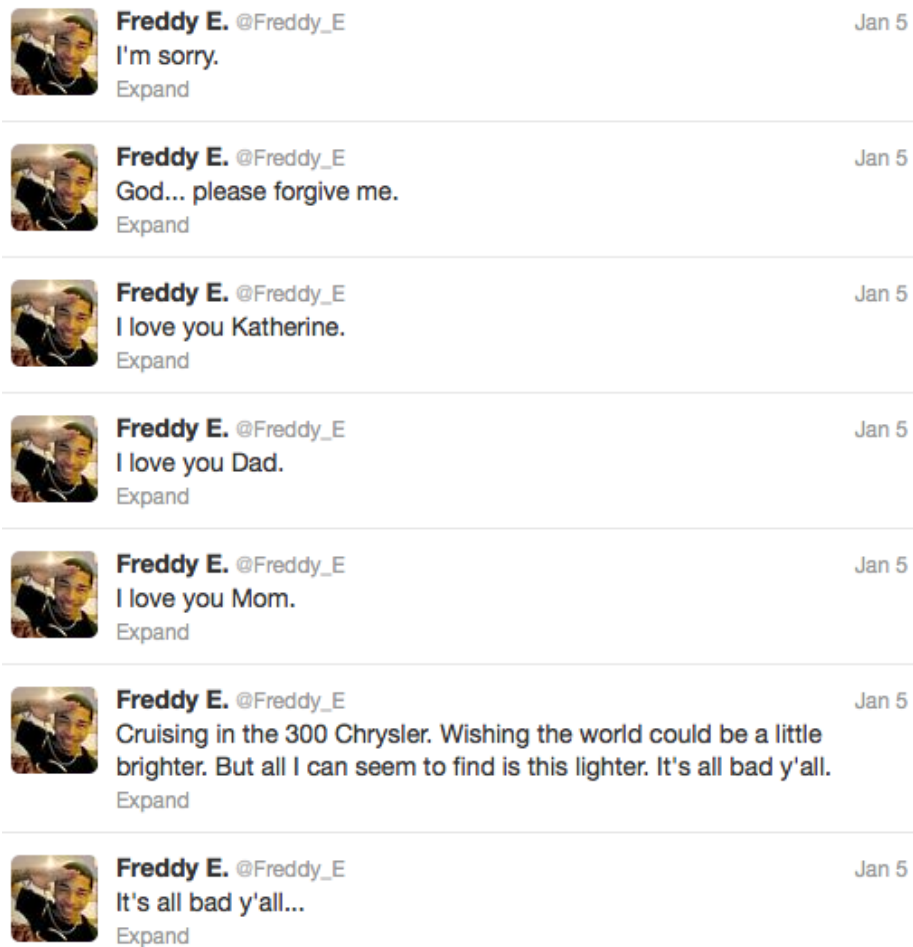 Freddy E. @Freddy_E Jan 5
I'm sorry.
Expand
Freddy E. @Freddy_E Jan 5
God... please forgive me.
Expand
Freddy E. @Freddy_E Jan 5
I love you Katherine.
Expand
Freddy E. @Freddy_E Jan 5
I love you Dad.
Expand
Freddy E. @Freddy_E Jan 5
I love you Mom.
Expand
Freddy E. @Freddy_E Jan 5
Cruising in the 300 Chrysler. Wishing the world could be a little
brighter. But all I can seem to find is this lighter. It's all bad y'all.
Expand
Freddy E. @Freddy_E Jan 5
It's all bad y'all...
Expand